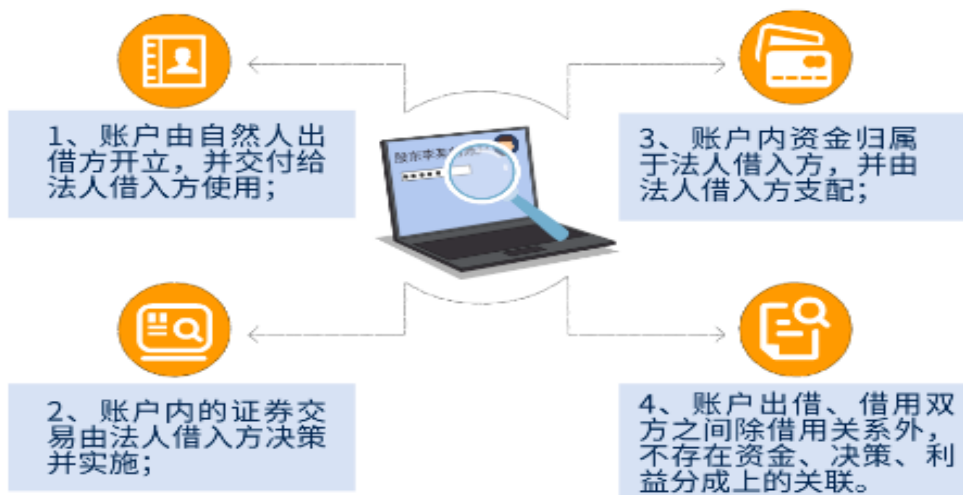 1、账户由自然人出
借方开立，并交付给
法人借入方使用；
2、账户内的证券交
易由法人借入方决策
并实施；
3、账户内资金归属
于法人借入方，并由
法人借入方支配；
4、账户出借、借用双
方之间除借用关系外，
不存在资金、决策、利
益分成上的关联。
股东李某